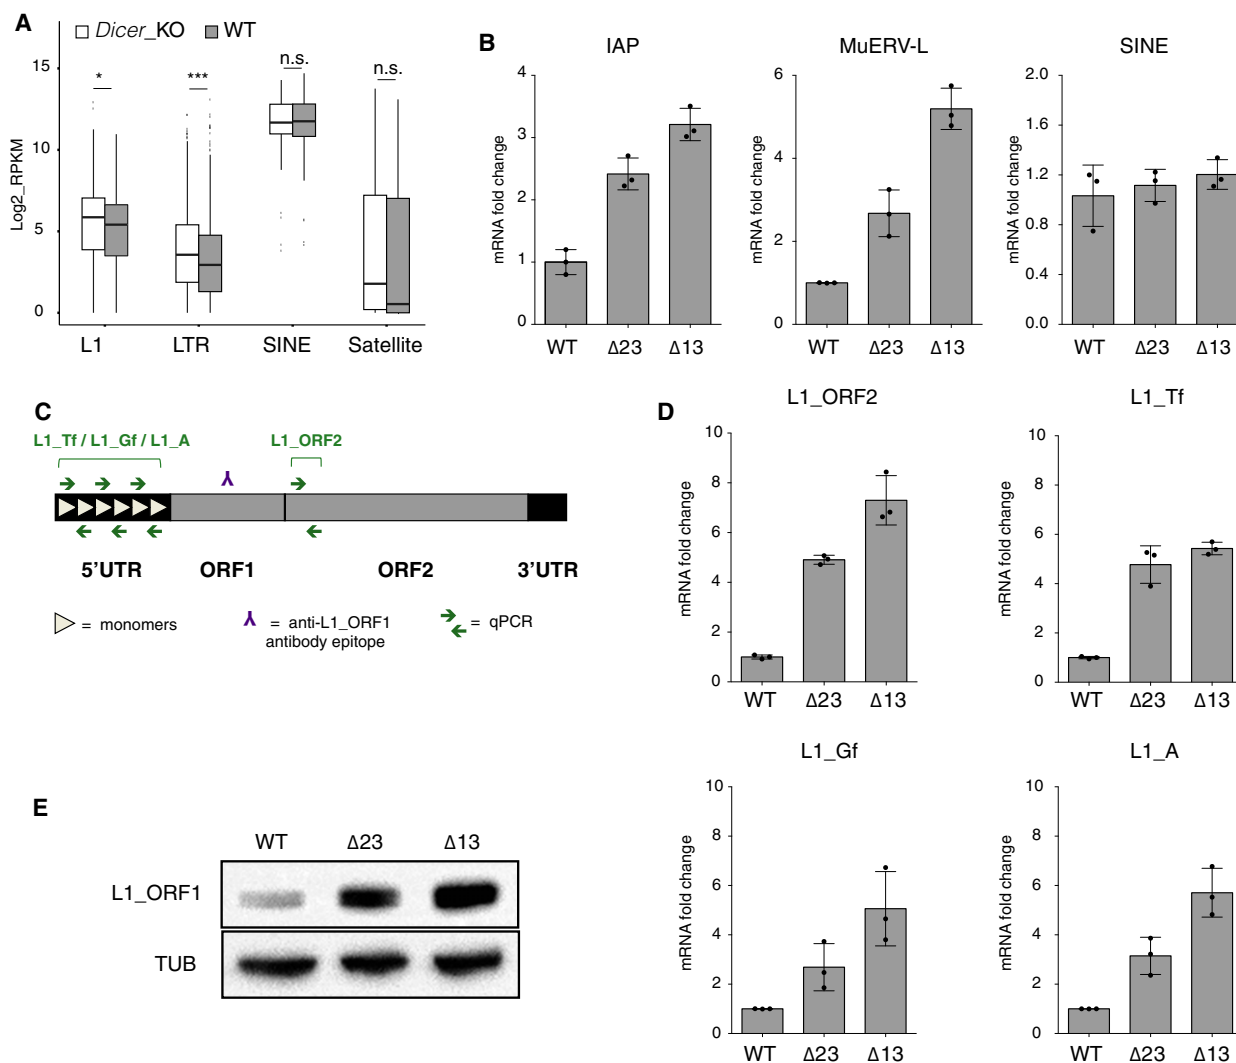 A
Dicer_KO WT
Log2_RPKM
15
10
5
0
*
***
n.s.
n.s.
L1 LTR SINE Satellite
B
IAP
mRNA fold change
4
3
2
1
0
WT Δ23 Δ13
MuERV-L
mRNA fold change
6
4
2
0
WT Δ23 Δ13
SINE
mRNA fold change
2.0
1.6
1.2
0.8
0.4
0.0
WT Δ23 Δ13
C
L1_Tf / L1_Gf / L1_A
L1_ORF2
5'UTR ORF1 ORF2 3'UTR
= monomers
= anti-L1_ORF1
antibody epitope
= qPCR
D
L1_ORF2
mRNA fold change
10
8
6
4
2
0
WT Δ23 Δ13
L1_Tf
mRNA fold change
10
8
6
4
2
0
WT Δ23 Δ13
L1_Gf
mRNA fold change
10
8
6
4
2
0
WT Δ23 Δ13
L1_A
mRNA fold change
10
8
6
4
2
0
WT Δ23 Δ13
E
WT Δ23 Δ13
L1_ORF1
TUB